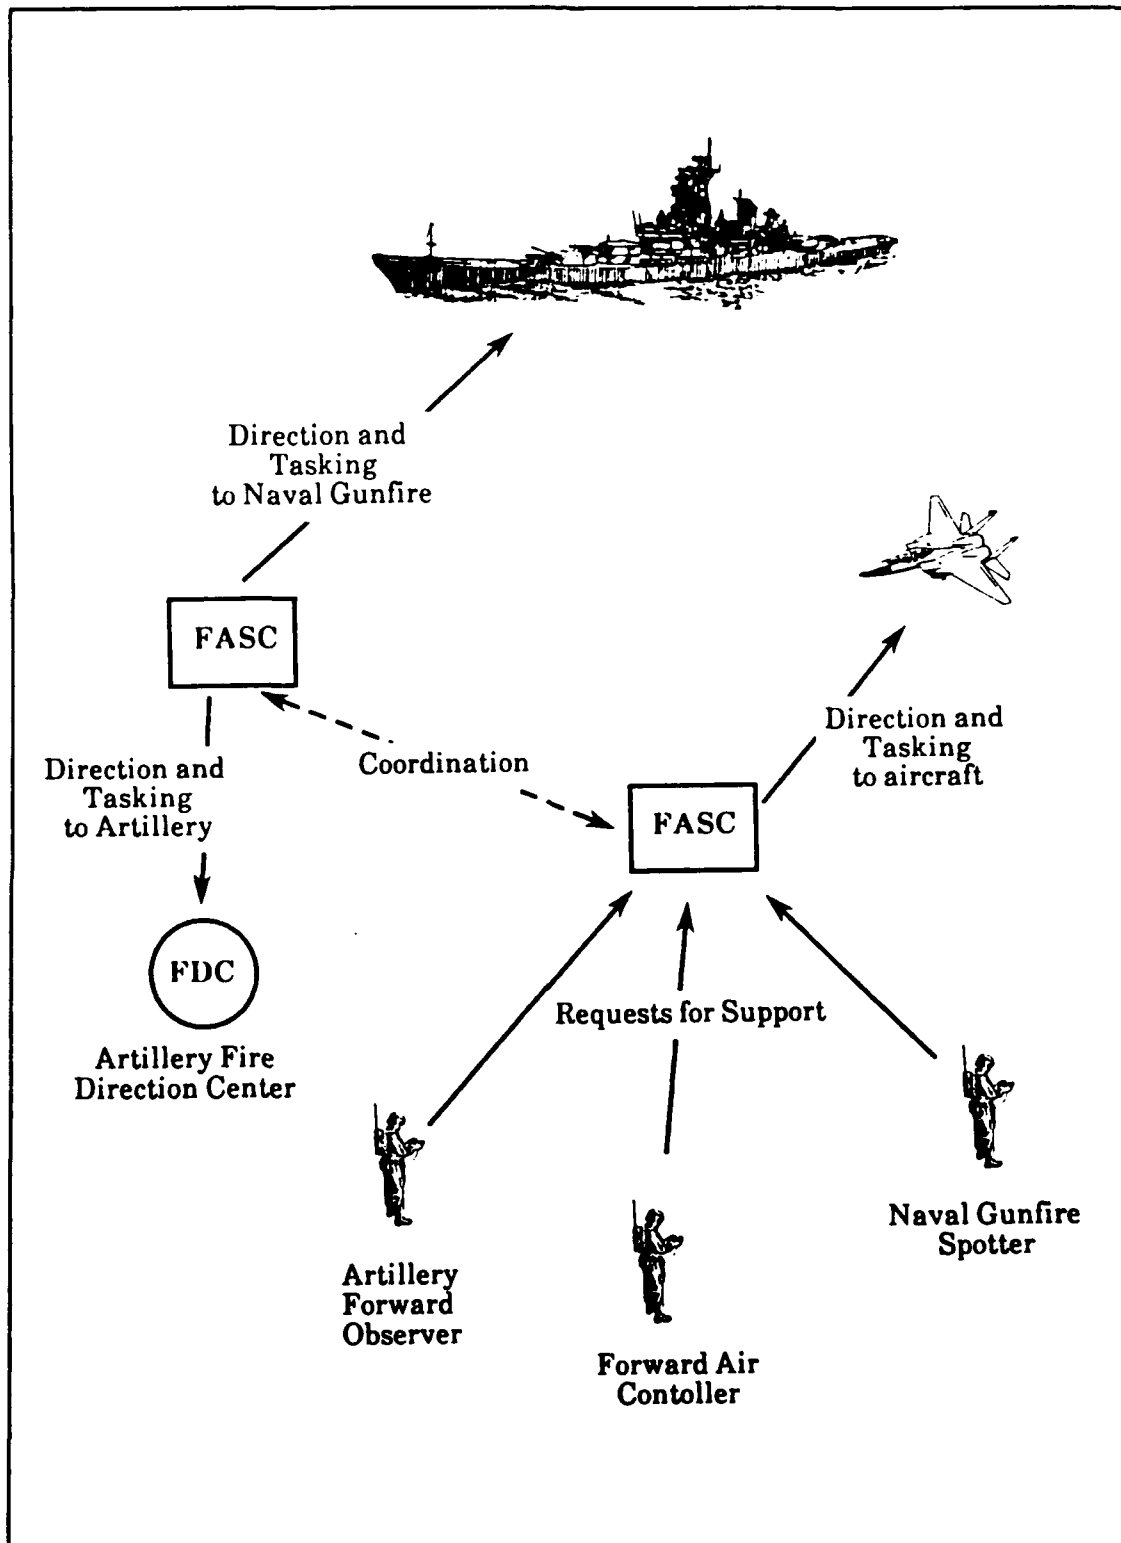 Direction and
Tasking
to Naval Gunfire
FASC
Direction and
Tasking
to aircraft
Direction and
Tasking
to Artillery
Coordination
FASC
FDC
Artillery Fire
Direction Center
Requests for Support
Naval Gunfire
Spotter
Artillery
Forward
Observer
Forward Air
Contoller